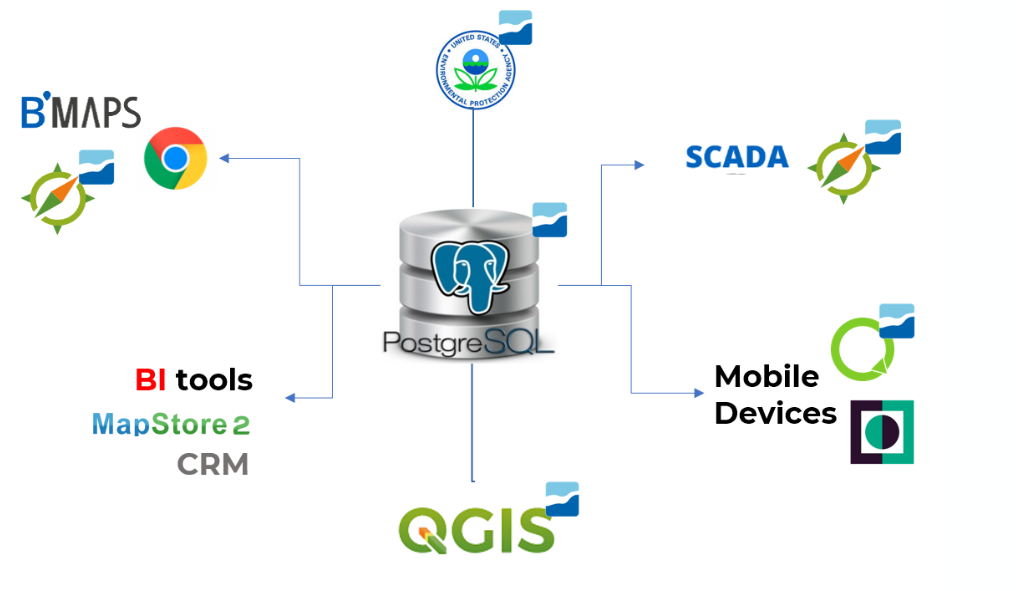 UNITED STATES
ENVIRONMENTAL PROTECTION AGENCY
B'MAPS
SCADA
PostgreSQL
BI tools
MapStore 2
CRM
Mobile
Devices
QGIS